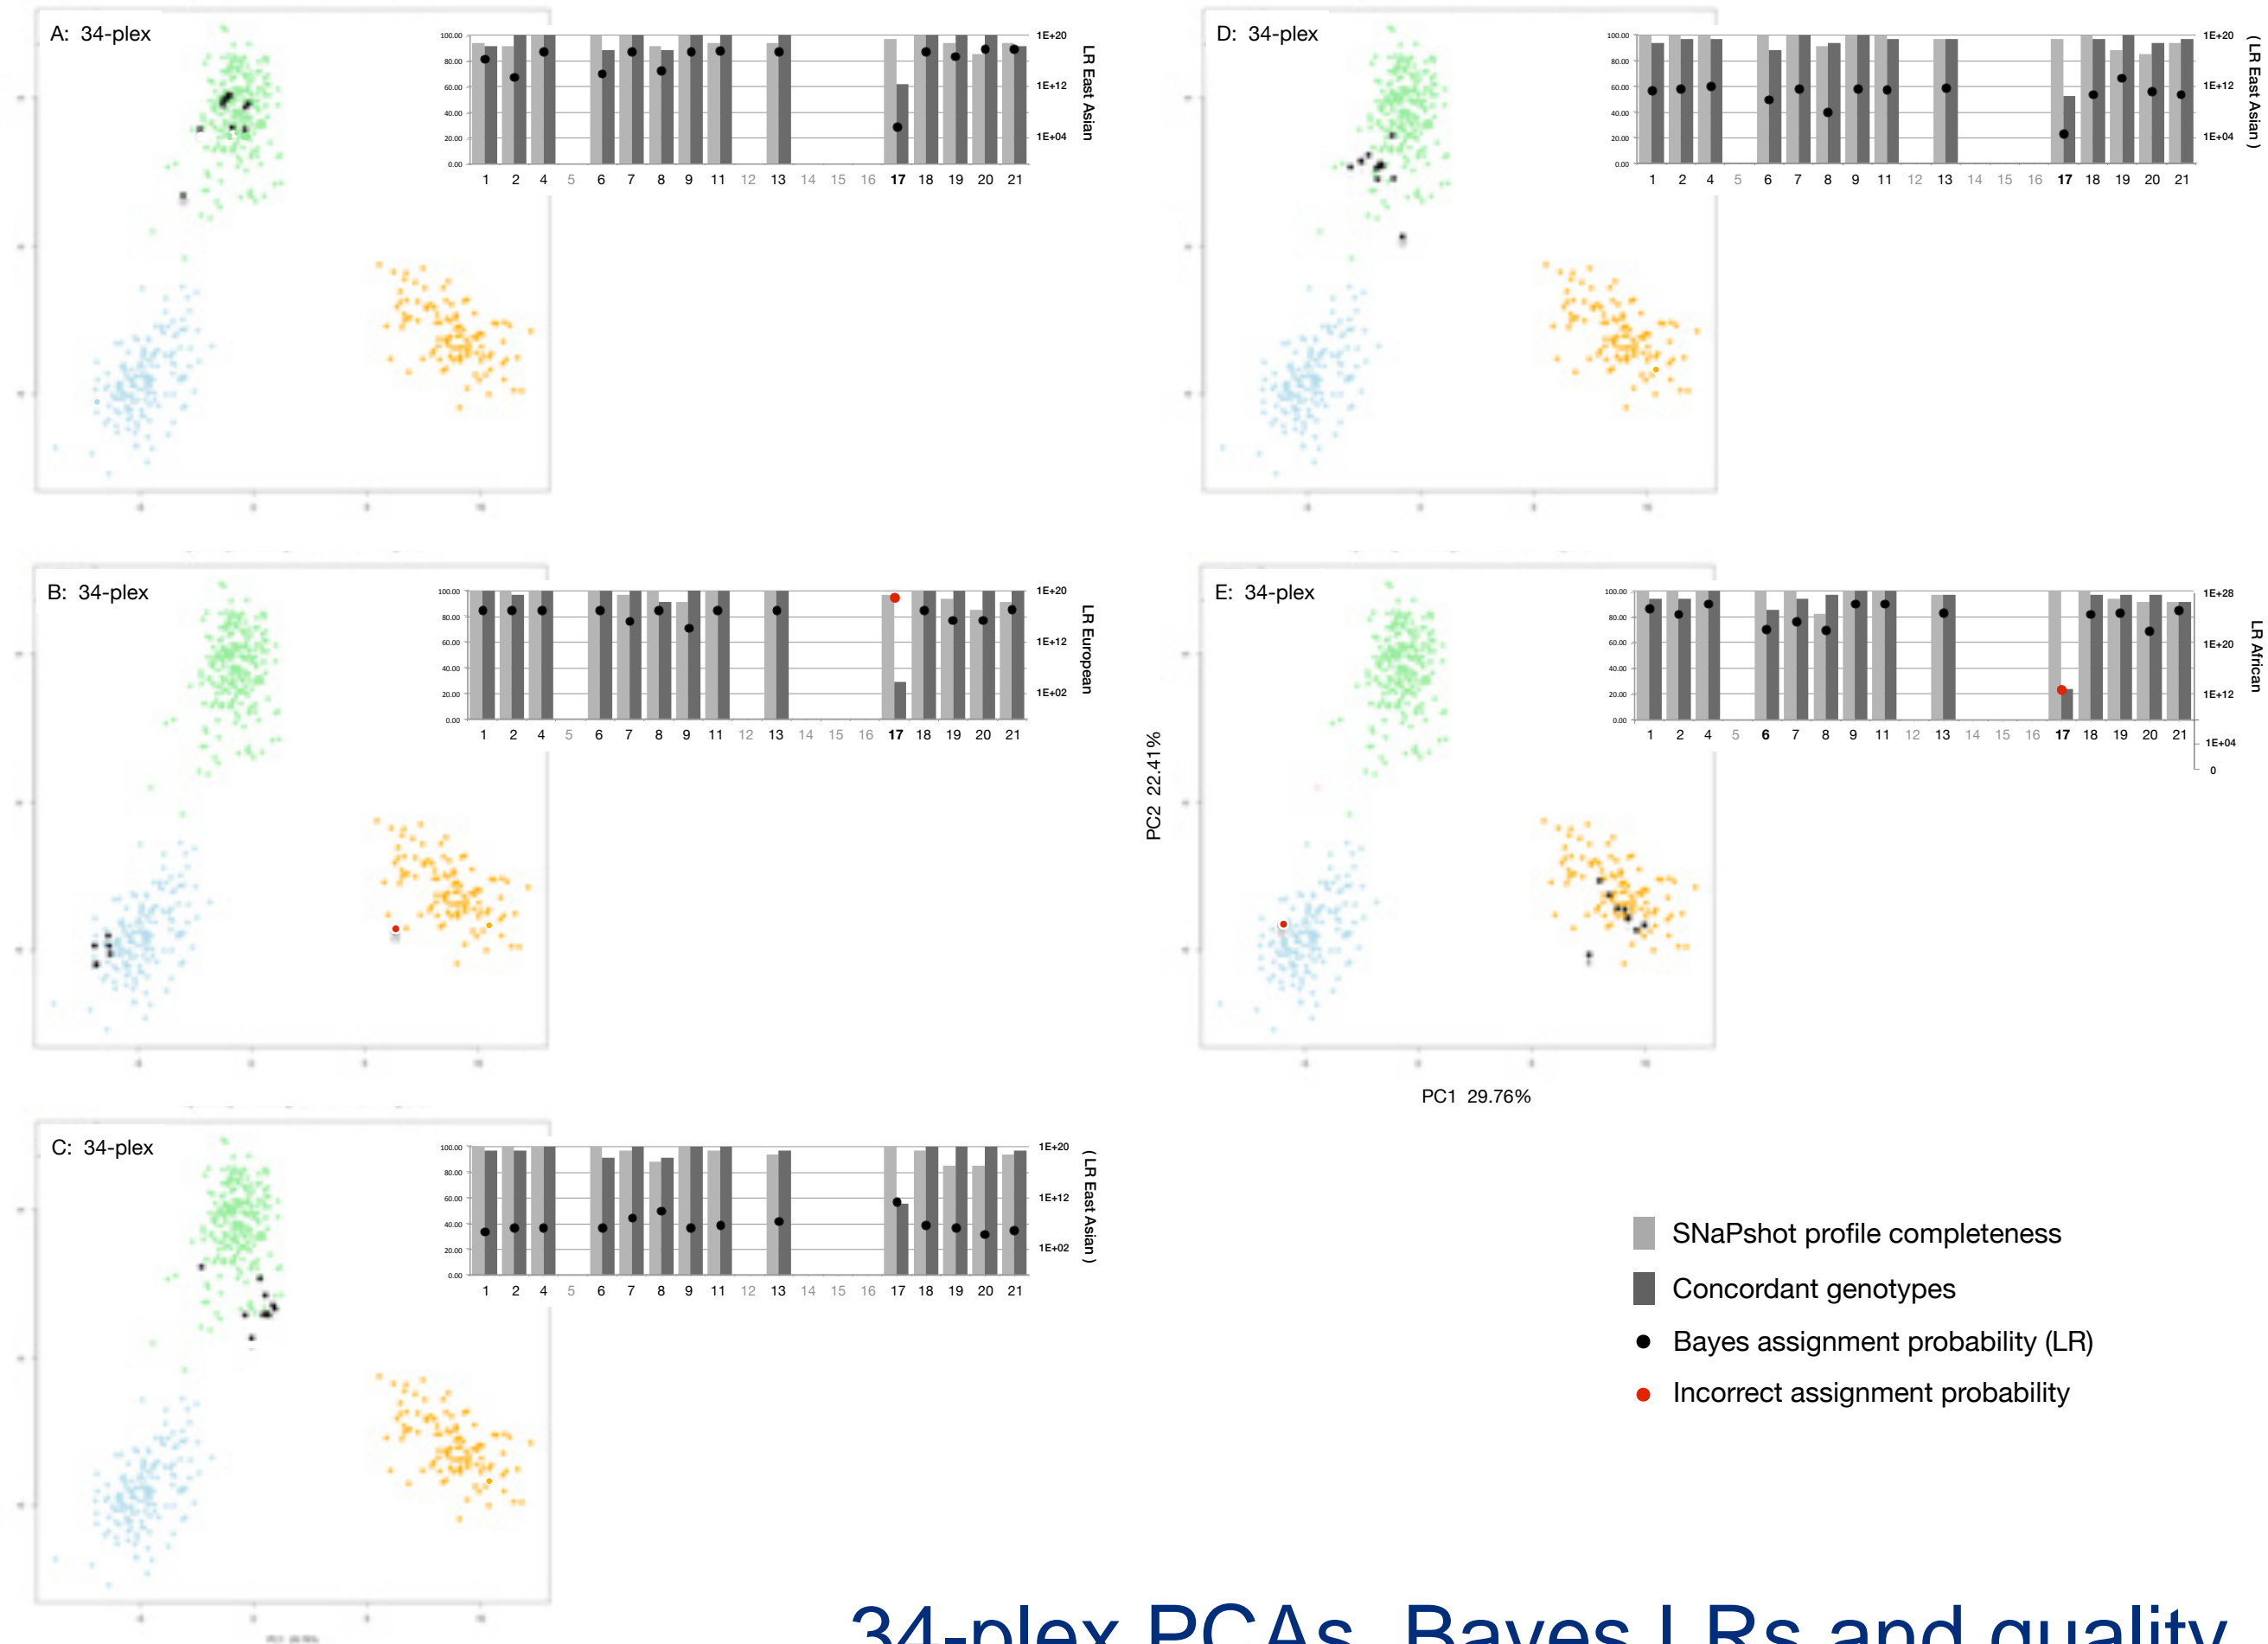 A: 34-plex
100.00
80.00
60.00
40.00
20.00
0.00
1E+20
1E+12
1E+04
LR East Asian
1 2 4 5 6 7 8 9 11 12 13 14 15 16 17 18 19 20 21
D: 34-plex
100.00
80.00
60.00
40.00
20.00
0.00
1E+20
1E+12
1E+04
( LR East Asian )
1 2 4 5 6 7 8 9 11 12 13 14 15 16 17 18 19 20 21
B: 34-plex
100.00
80.00
60.00
40.00
20.00
0.00
1E+20
1E+12
1E+02
LR European
1 2 4 5 6 7 8 9 11 12 13 14 15 16 17 18 19 20 21
E: 34-plex
100.00
80.00
60.00
40.00
20.00
0.00
1E+28
1E+20
1E+12
1E+04
0
LR African
1 2 4 5 6 7 8 9 11 12 13 14 15 16 17 18 19 20 21
PC2 22.41%
PC1 29.76%
C: 34-plex
100.00
80.00
60.00
40.00
20.00
0.00
1E+20
1E+12
1E+02
( LR East Asian )
1 2 4 5 6 7 8 9 11 12 13 14 15 16 17 18 19 20 21
SNaPshot profile completeness
Concordant genotypes
Bayes assignment probability (LR)
Incorrect assignment probability
34-plex PCAs, Bayes LRs and quality